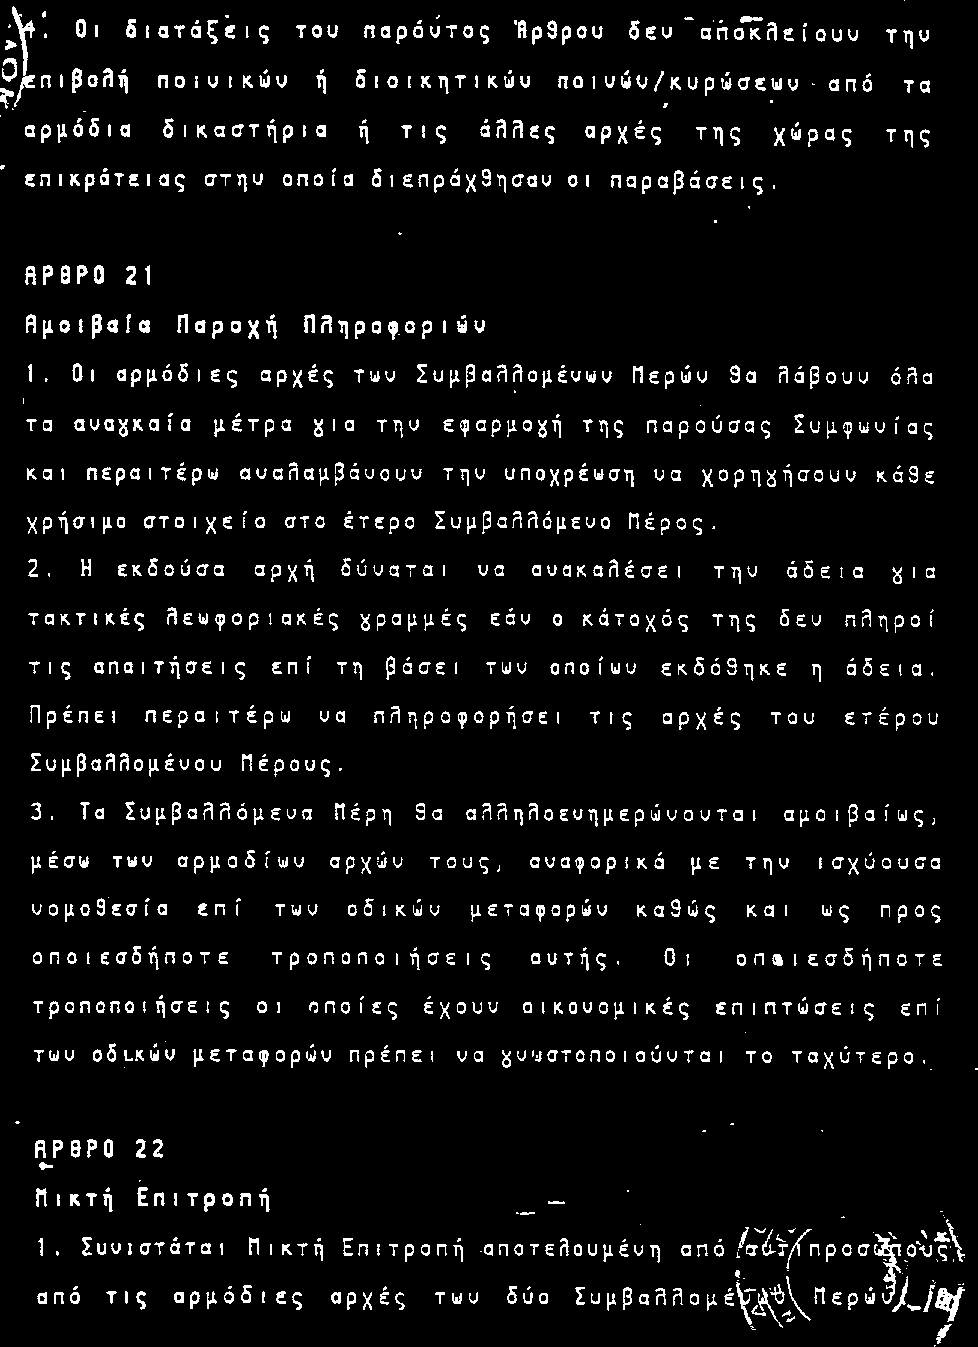 4. Οι διατάξεις του παρόντος Άρθρου δεν αποκλείουν την
επιβολή ποινικών ή διοικητικών ποινών/κυρώσεων από τα
αρμόδια δικαστήρια ή τις άλλες αρχές της χώρας της
επικράτειας στην οποία διεπράχθησαν οι παραβάσεις.
ΑΡΘΡΟ 21
Αμοιβαία Παροχή Πληροφοριών
1. Οι αρμόδιες αρχές των Συμβαλλομένων Μερών θα λάβουν όλα
τα αναγκαία μέτρα για την εφαρμογή της παρούσας Συμφωνίας
και περαιτέρω αναλαμβάνουν την υποχρέωση να χορηγήσουν κάθε
χρήσιμο στοιχείο στο έτερο Συμβαλλόμενο Μέρος.
2. Η εκδούσα αρχή δύναται να ανακαλέσει την άδεια για
τακτικές λεωφοριακές γραμμές εάν ο κάτοχός της δεν πληροί
τις απαιτήσεις επί τη βάσει των οποίων εκδόθηκε η άδεια.
Πρέπει περαιτέρω να πληροφορήσει τις αρχές του ετέρου
Συμβαλλομένου Μέρους.
3. Τα Συμβαλλόμενα Μέρη θα αλληλοενημερώνονται αμοιβαίως,
μέσω των αρμοδίων αρχών τους, αναφορικά με την ισχύουσα
νομοθεσία επί των οδικών μεταφορών καθώς και ως προς
οποιεσδήποτε τροποποιήσεις αυτής. Οι οποιεσδήποτε
τροποποιήσεις οι οποίες έχουν οικονομικές επιπτώσεις επί
των οδικών μεταφορών πρέπει να γνωστοποιούνται το ταχύτερο.
ΑΡΘΡΟ 22
Μικτή Επιτροπή
1. Συνιστάται Μικτή Επιτροπή αποτελουμένη από αντιπροσώπους
από τις αρμόδιες αρχές των δύο Συμβαλλομένων Μερών.